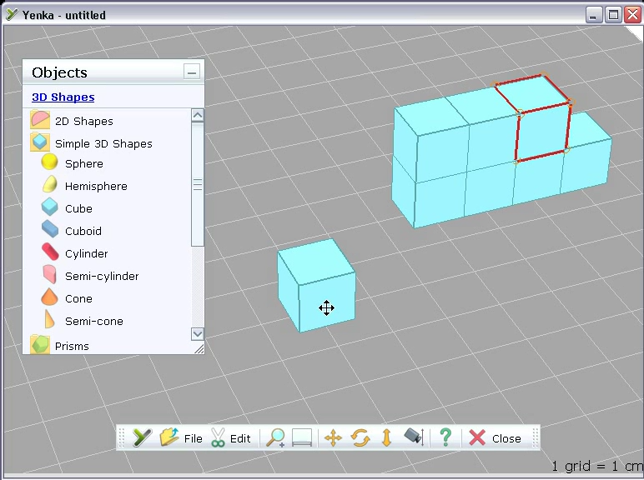 Yenka - untitled
Objects
3D Shapes
2D Shapes
Simple 3D Shapes
Sphere
Hemisphere
Cube
Cuboid
Cylinder
Semi-cylinder
Cone
Semi-cone
Prisms
File Edit ? Close
1 grid = 1 cm